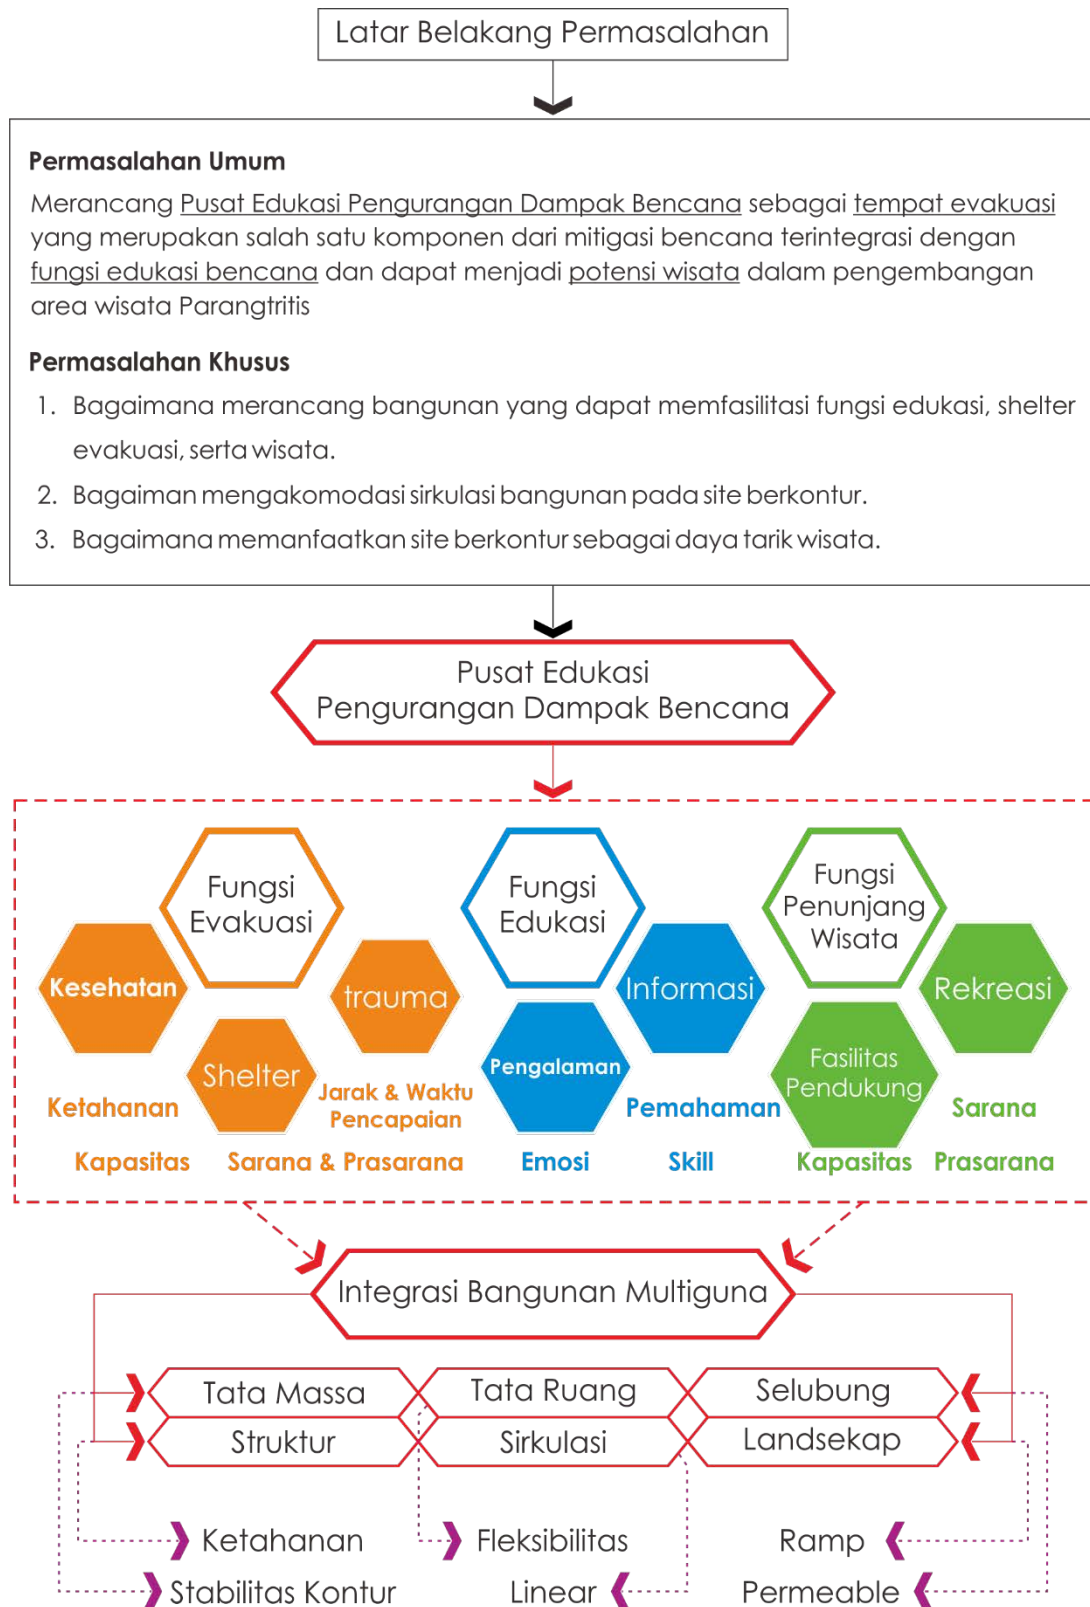 Latar Belakang Permasalahan
Permasalahan Umum
Merancang Pusat Edukasi Pengurangan Dampak Bencana sebagai tempat evakuasi
yang merupakan salah satu komponen dari mitigasi bencana terintegrasi dengan
fungsi edukasi bencana dan dapat menjadi potensi wisata dalam pengembangan
area wisata Parangtritis
Permasalahan Khusus
1. Bagaimana merancang bangunan yang dapat memfasilitasi fungsi edukasi, shelter
evakuasi, serta wisata.
2. Bagaiman mengakomodasi sirkulasi bangunan pada site berkontur.
3. Bagaimana memanfaatkan site berkontur sebagai daya tarik wisata.
Pusat Edukasi
Pengurangan Dampak Bencana
Fungsi
Evakuasi
Kesehatan
trauma
Shelter
Ketahanan
Jarak & Waktu
Pencapaian
Kapasitas
Sarana & Prasarana
Fungsi
Edukasi
Informasi
Pengalaman
Pemahaman
Emosi
Skill
Fungsi
Penunjang
Wisata
Rekreasi
Fasilitas
Pendukung
Sarana
Kapasitas
Prasarana
Integrasi Bangunan Multiguna
Tata Massa
Tata Ruang
Selubung
Struktur
Sirkulasi
Landsekap
Ketahanan
Fleksibilitas
Ramp
Stabilitas Kontur
Linear
Permeable